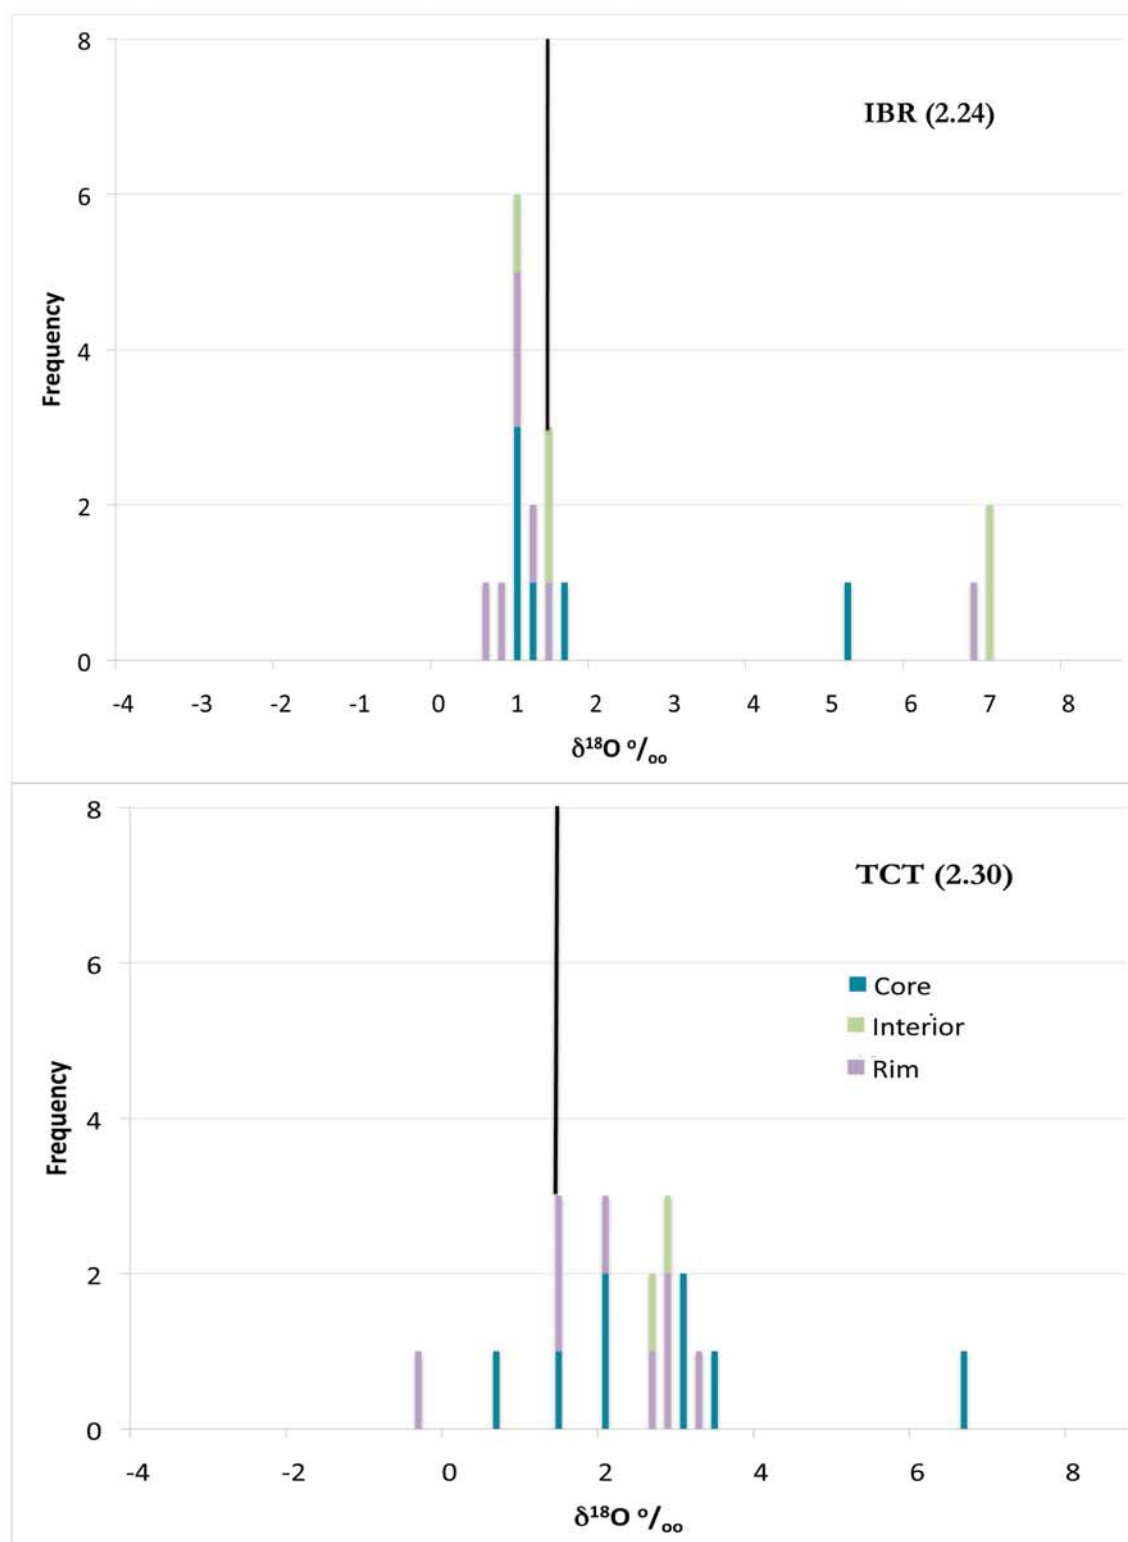 8
IBR (2.24)
6
4
2
0
Frequency
-4 -3 -2 -1 0 1 2 3 4 5 6 7 8
δ¹⁸O º/ₒₒ
8
TCT (2.30)
6
Core
Interior
Rim
4
2
0
Frequency
-4 -2 0 2 4 6 8
δ¹⁸O º/ₒₒ